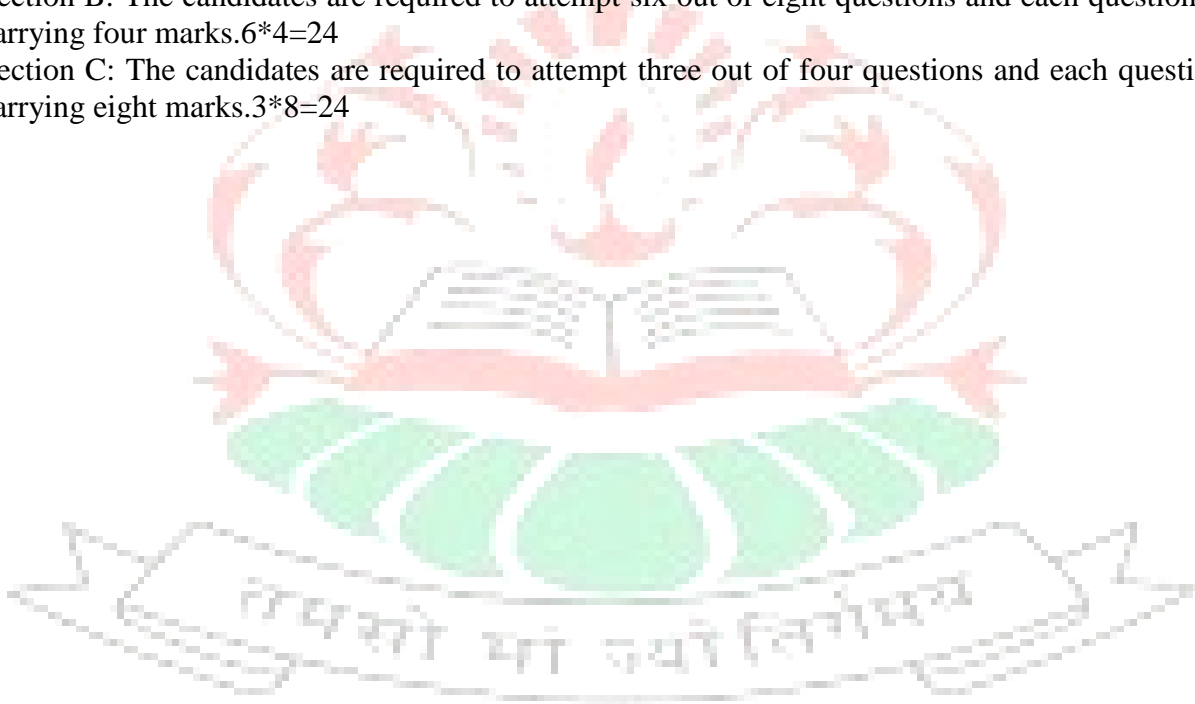 ection B: The candidates are required to attempt six out of eight questions and each question
arrying four marks.6*4=24
ection C: The candidates are required to attempt three out of four questions and each questi
arrying eight marks.3*8=24
तमसो मा ज्योतिर्गमय